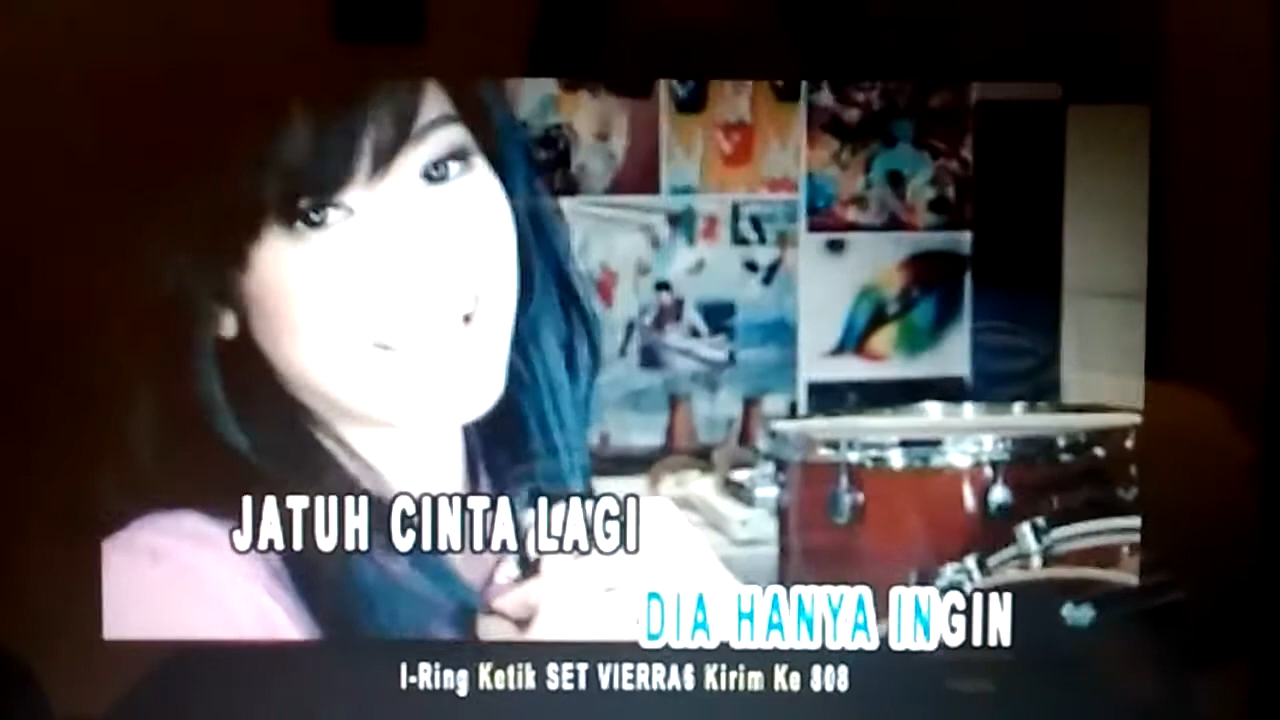 JATUH CINTA LAGI
DIA HANYA INGIN
I-Ring Ketik SET VIERRA6 Kirim Ke 808